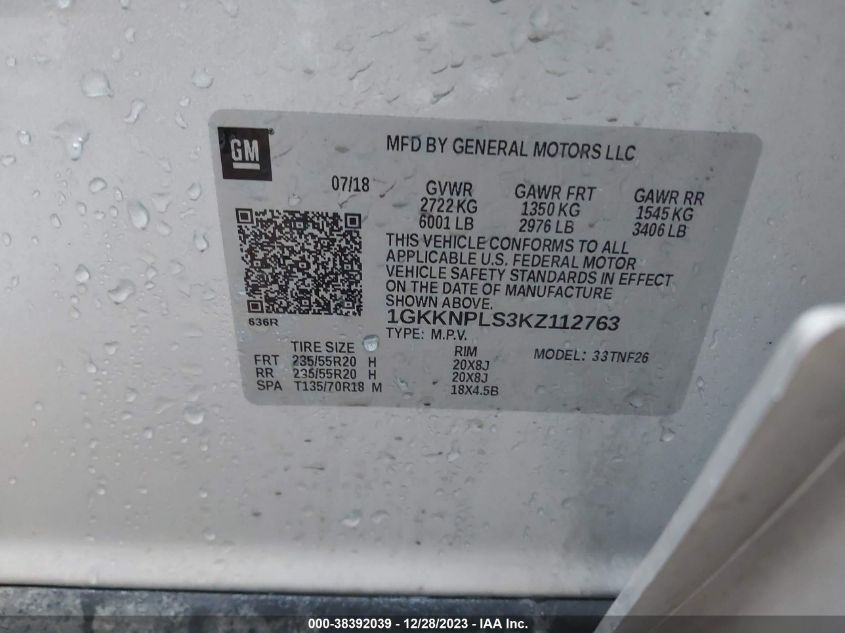 GM
MFD BY GENERAL MOTORS LLC
07/18
GVWR GAWR FRT GAWR RR
2722 KG 1350 KG 1545 KG
6001 LB 2976 LB 3406 LB
THIS VEHICLE CONFORMS TO ALL
APPLICABLE U.S. FEDERAL MOTOR
VEHICLE SAFETY STANDARDS IN EFFECT
ON THE DATE OF MANUFACTURE
SHOWN ABOVE.
636R
1GKKNPLS3KZ112763
TYPE: M.P.V. MODEL: 33TNF26
TIRE SIZE RIM
FRT 235/55R20 H 20X8J
RR 235/55R20 H 20X8J
SPA T135/70R18 M 18X4.5B
000-38392039 - 12/28/2023 - IAA Inc.